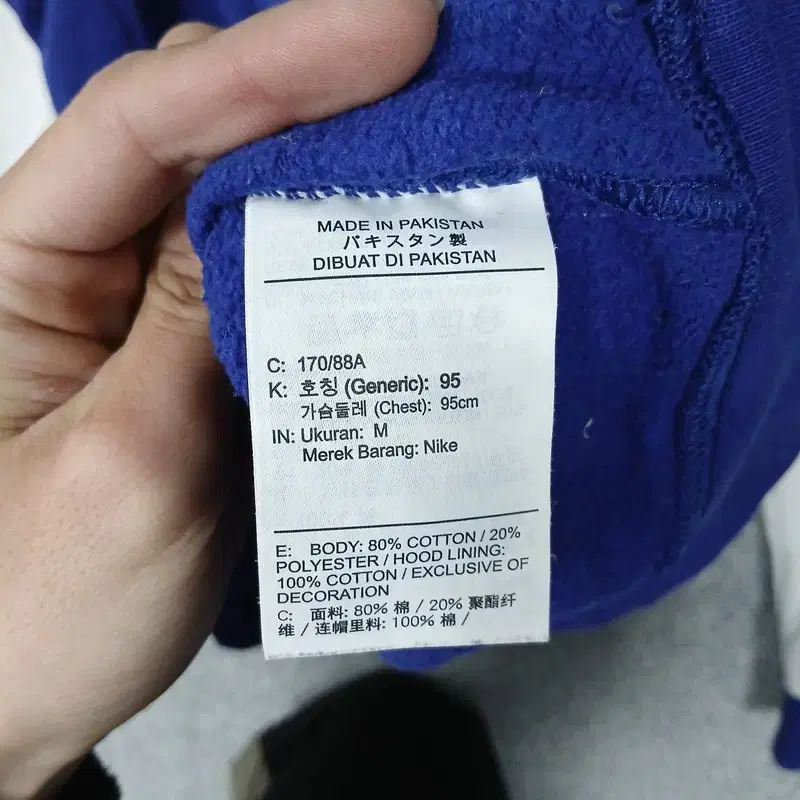 MADE IN PAKISTAN
パキスタン製
DIBUAT DI PAKISTAN
C: 170/88A
K: 호칭 (Generic): 95
가슴둘레 (Chest): 95cm
IN: Ukuran: M
Merek Barang: Nike
E: BODY: 80% COTTON / 20%
POLYESTER / HOOD LINING:
100% COTTON / EXCLUSIVE OF
DECORATION
C: 面料: 80% 棉 / 20% 聚酯纤
维 / 连帽里料: 100% 棉 /